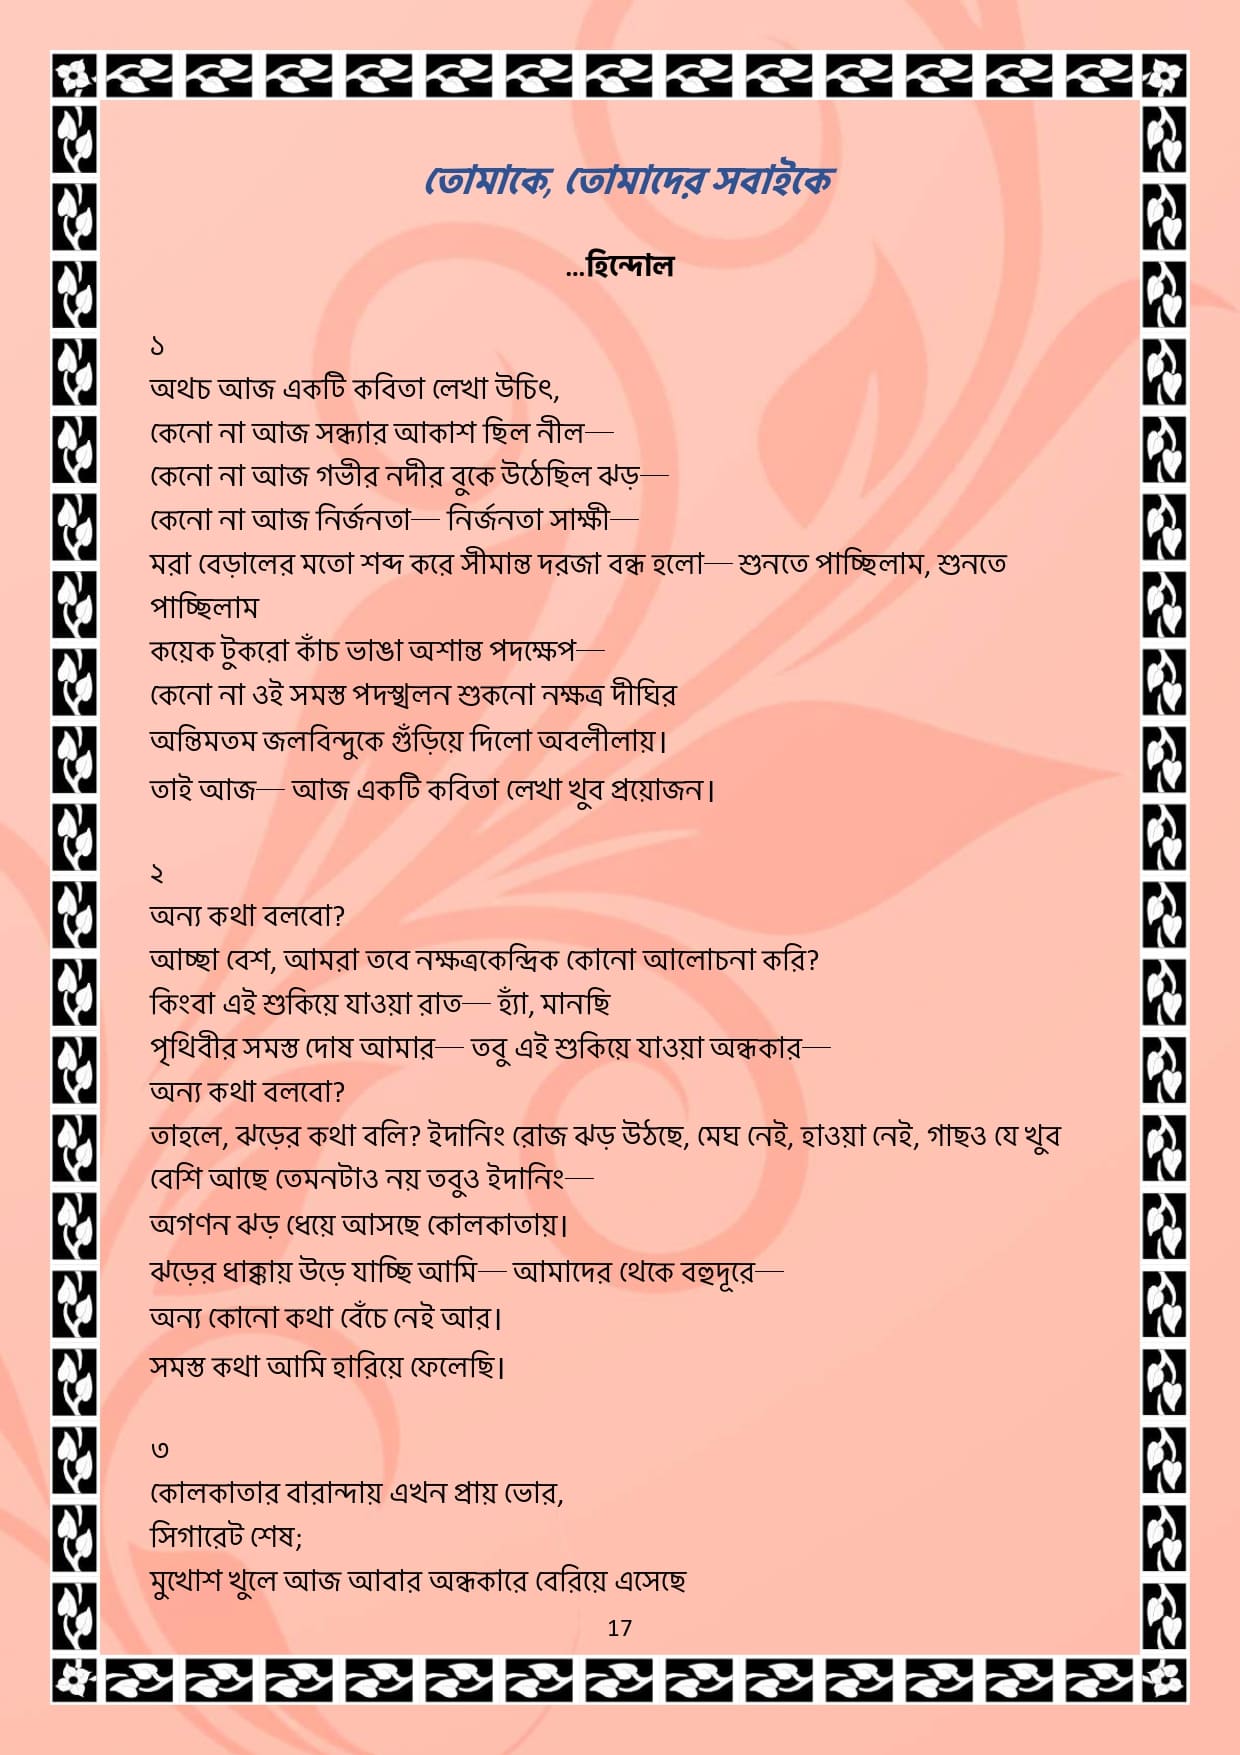 তোমাকে, তোমাদের সবাইকে
...হিন্দোল
১
অথচ আজ একটি কবিতা লেখা উচিৎ,
কেনো না আজ সন্ধ্যার আকাশ ছিল নীল—
কেনো না আজ গভীর নদীর বুকে উঠেছিল ঝড়—
কেনো না আজ নির্জনতা— নির্জনতা সাক্ষী—
মরা বেড়ালের মতো শব্দ করে সীমান্ত দরজা বন্ধ হলো— শুনতে পাচ্ছিলাম, শুনতে
পাচ্ছিলাম
কয়েক টুকরো কাঁচ ভাঙা অশান্ত পদক্ষেপ—
কেনো না ওই সমস্ত পদস্খলন শুকনো নক্ষত্র দীঘির
অন্তিমতম জলবিন্দুকে গুঁড়িয়ে দিলো অবলীলায়।
তাই আজ— আজ একটি কবিতা লেখা খুব প্রয়োজন।
২
অন্য কথা বলবো?
আচ্ছা বেশ, আমরা তবে নক্ষত্রকেন্দ্রিক কোনো আলোচনা করি?
কিংবা এই শুকিয়ে যাওয়া রাত— হ্যাঁ, মানছি
পৃথিবীর সমস্ত দোষ আমার— তবু এই শুকিয়ে যাওয়া অন্ধকার—
অন্য কথা বলবো?
তাহলে, ঝড়ের কথা বলি? ইদানিং রোজ ঝড় উঠছে, মেঘ নেই, হাওয়া নেই, গাছও যে খুব
বেশি আছে তেমনটাও নয় তবুও ইদানিং—
অগণন ঝড় ধেয়ে আসছে কোলকাতায়।
ঝড়ের ধাক্কায় উড়ে যাচ্ছি আমি— আমাদের থেকে বহুদূরে—
অন্য কোনো কথা বেঁচে নেই আর।
সমস্ত কথা আমি হারিয়ে ফেলেছি।
৩
কোলকাতার বারান্দায় এখন প্রায় ভোর,
সিগারেট শেষ;
মুখোশ খুলে আজ আবার অন্ধকারে বেরিয়ে এসেছে
17